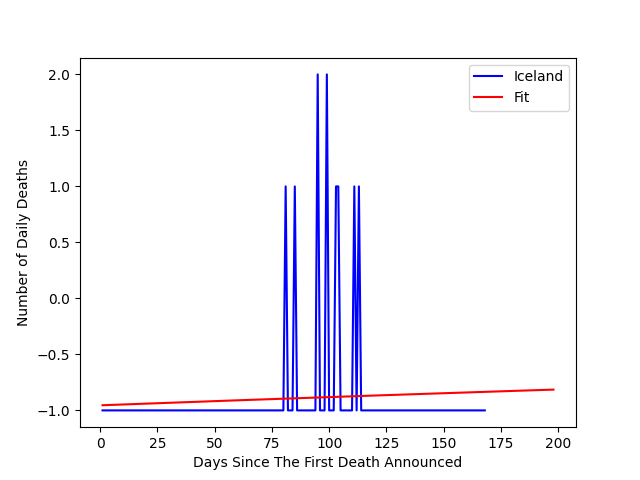 Iceland
Fit
2.0
1.5
1.0
0.5
0.0
−0.5
−1.0
Number of Daily Deaths
0 25 50 75 100 125 150 175 200
Days Since The First Death Announced